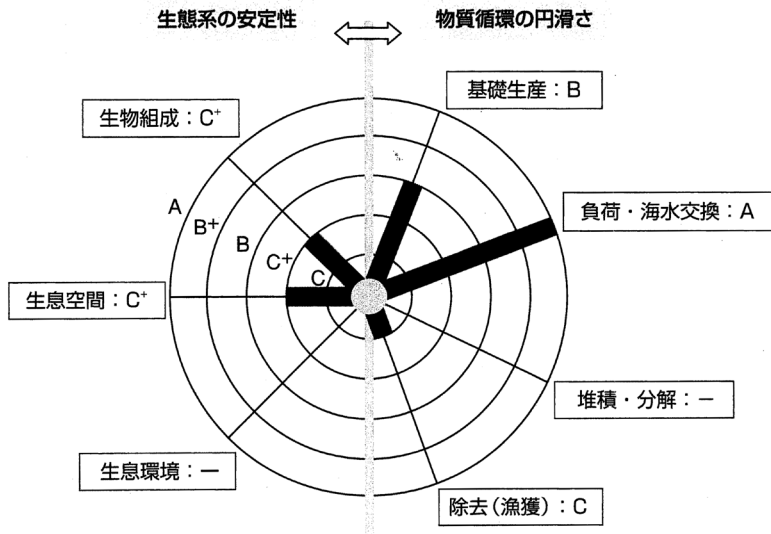 生態系の安定性
物質循環の円滑さ
基礎生産：B
生物組成：C⁺
負荷・海水交換：A
A
B⁺
B
C⁺
C
生息空間：C⁺
堆積・分解：－
生息環境：－
除去（漁獲）：C